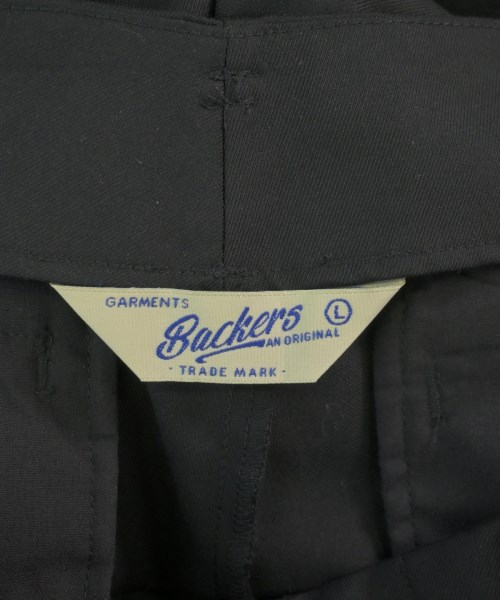 GARMENTS
Backers L
AN ORIGINAL
· TRADE MARK ·